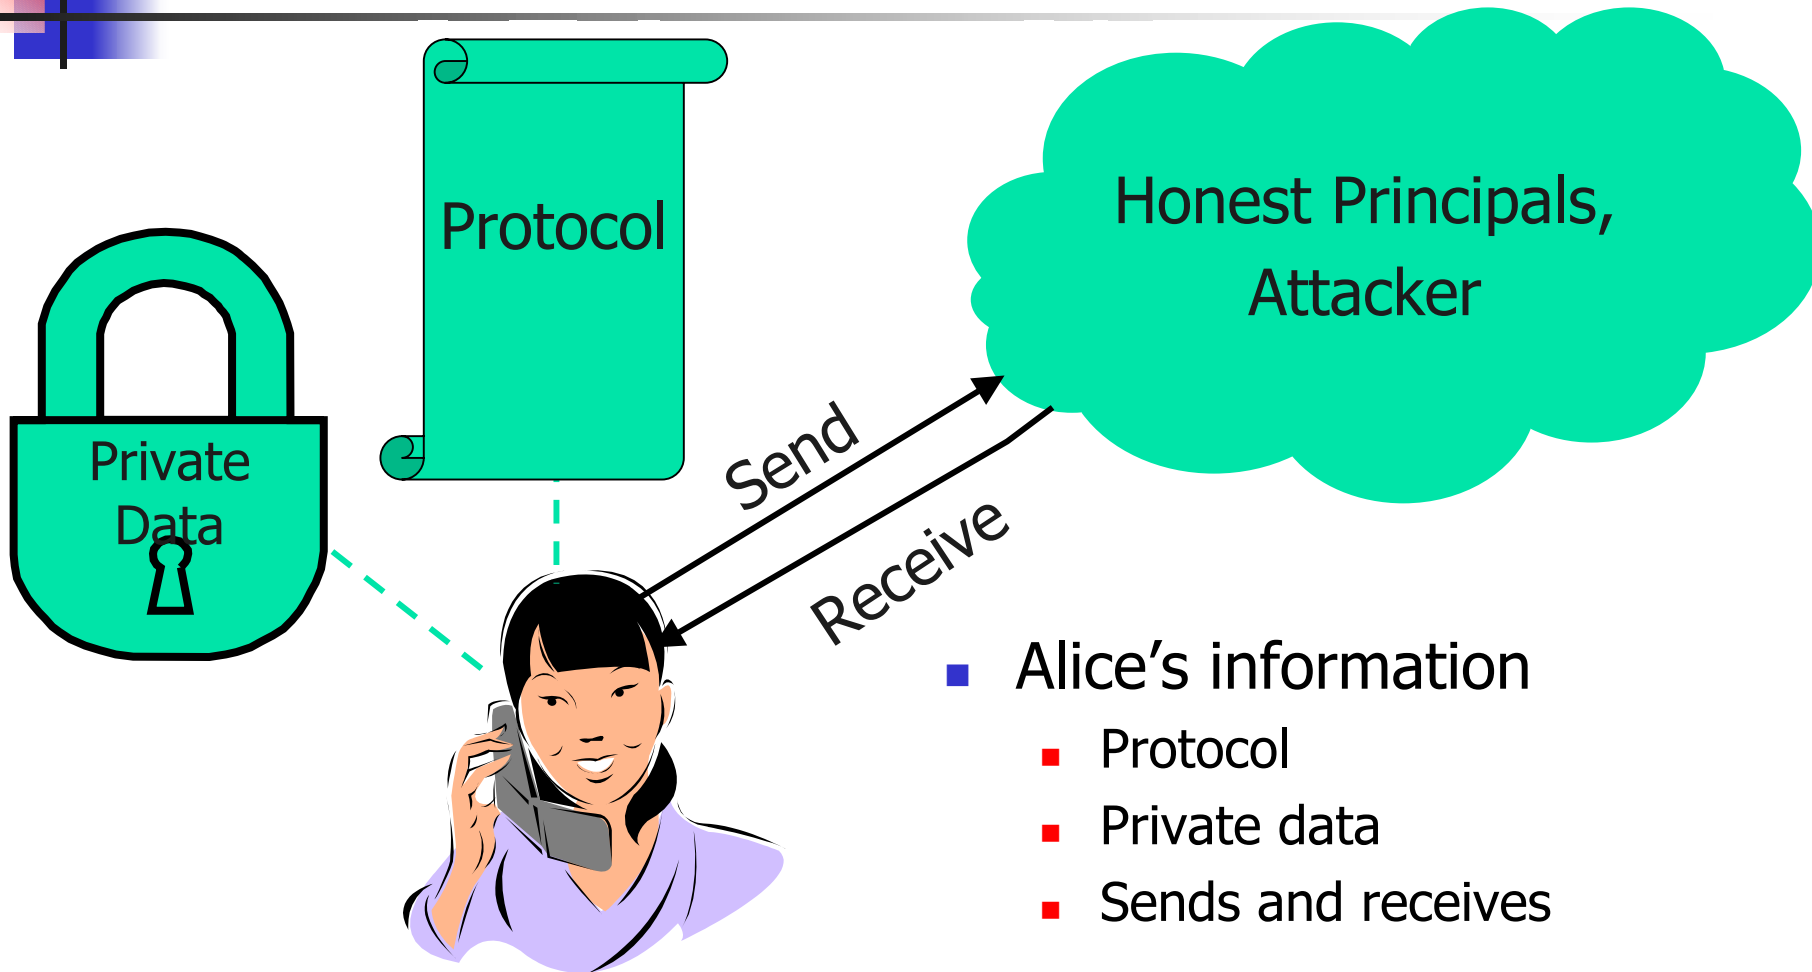 Protocol
Honest Principals,
Attacker
Private
Data
Send
Receive
Alice’s information
Protocol
Private data
Sends and receives